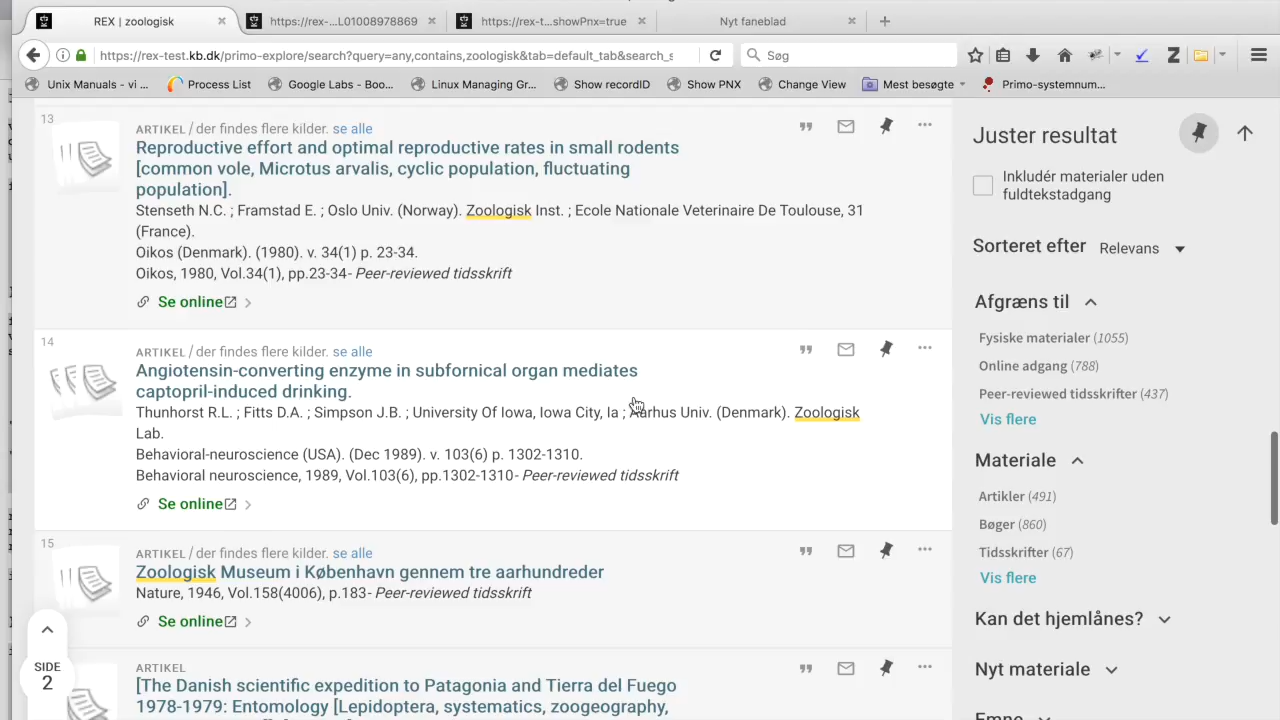 REX | zoologisk
https://rex-...L01008978869
https://rex-t...showPnx=true
Nyt faneblad
https://rex-test.kb.dk/primo-explore/search?query=any,contains,zoologisk&tab=default_tab&search_s
Søg
Unix Manuals - vi ...
Process List
Google Labs - Boo...
Linux Managing Gr...
Show recordID
Show PNX
Change View
Mest besøgte
Primo-systemnum...
13
ARTIKEL / der findes flere kilder. se alle
Reproductive effort and optimal reproductive rates in small rodents
[common vole, Microtus arvalis, cyclic population, fluctuating
population].
Stenseth N.C. ; Framstad E. ; Oslo Univ. (Norway). Zoologisk Inst. ; Ecole Nationale Veterinaire De Toulouse, 31
(France).
Oikos (Denmark). (1980). v. 34(1) p. 23-34.
Oikos, 1980, Vol.34(1), pp.23-34- Peer-reviewed tidsskrift
Se online
14
ARTIKEL / der findes flere kilder. se alle
Angiotensin-converting enzyme in subfornical organ mediates
captopril-induced drinking.
Thunhorst R.L. ; Fitts D.A. ; Simpson J.B. ; University Of Iowa, Iowa City, Ia ; Aarhus Univ. (Denmark). Zoologisk
Lab.
Behavioral-neuroscience (USA). (Dec 1989). v. 103(6) p. 1302-1310.
Behavioral neuroscience, 1989, Vol.103(6), pp.1302-1310- Peer-reviewed tidsskrift
Se online
15
ARTIKEL / der findes flere kilder. se alle
Zoologisk Museum i København gennem tre aarhundreder
Nature, 1946, Vol.158(4006), p.183- Peer-reviewed tidsskrift
Se online
ARTIKEL
[The Danish scientific expedition to Patagonia and Tierra del Fuego
1978-1979: Entomology [Lepidoptera, systematics, zoogeography,
SIDE
2
Juster resultat
Inkludér materialer uden
fuldtekstadgang
Sorteret efter Relevans
Afgræns til
Fysiske materialer (1055)
Online adgang (788)
Peer-reviewed tidsskrifter (437)
Vis flere
Materiale
Artikler (491)
Bøger (860)
Tidsskrifter (67)
Vis flere
Kan det hjemlånes?
Nyt materiale
Emne